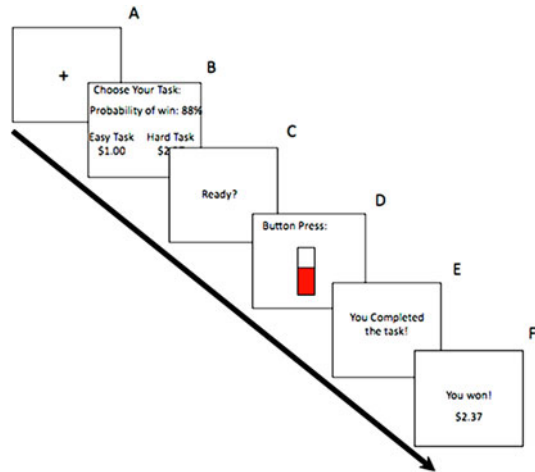 A
+
B
Choose Your Task:
Probability of win: 88%
Easy Task Hard Task
$1.00
C
Ready?
D
Button Press:
E
You Completed
the task!
F
You won!
$2.37